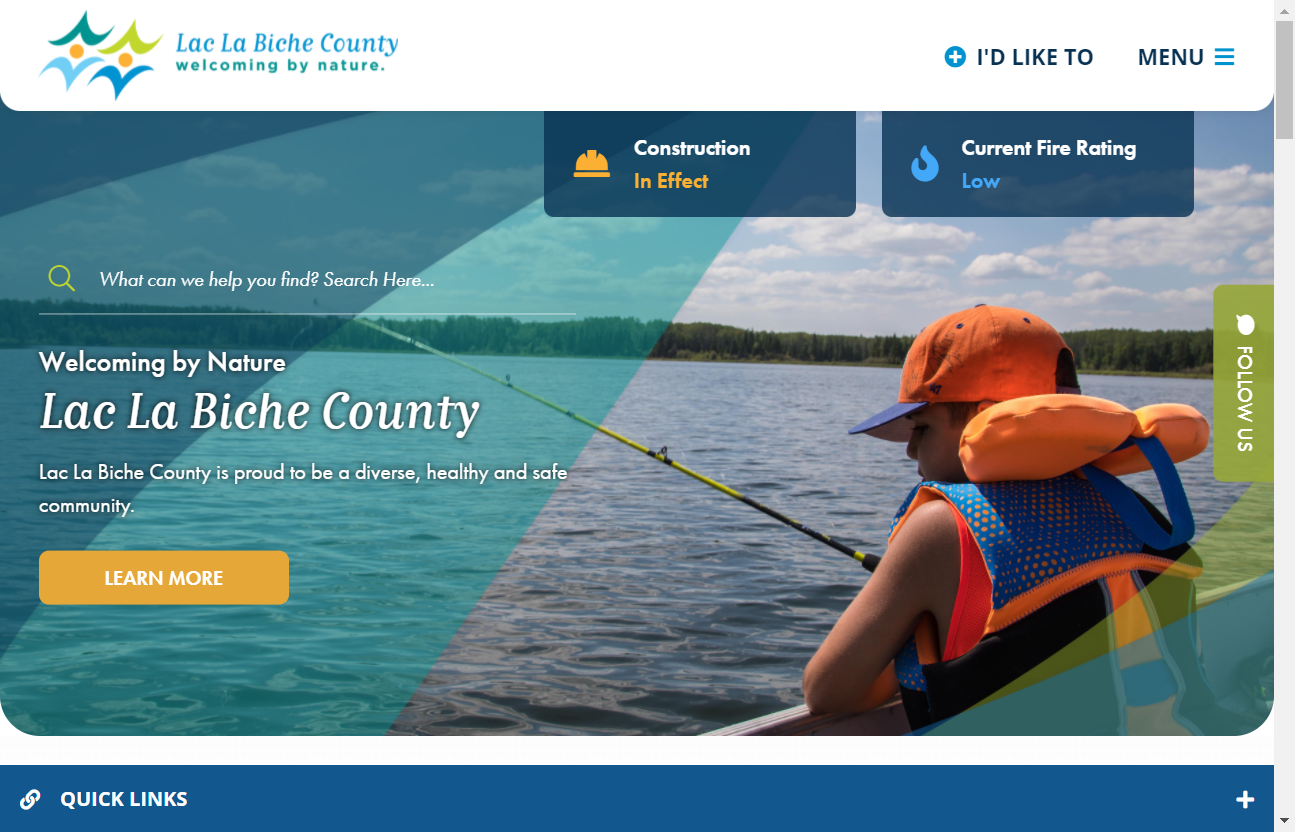 Lac La Biche County
welcoming by nature.
I'D LIKE TO
MENU
Construction
In Effect
Current Fire Rating
Low
What can we help you find? Search Here...
Welcoming by Nature
Lac La Biche County
Lac La Biche County is proud to be a diverse, healthy and safe
community.
LEARN MORE
FOLLOW US
QUICK LINKS